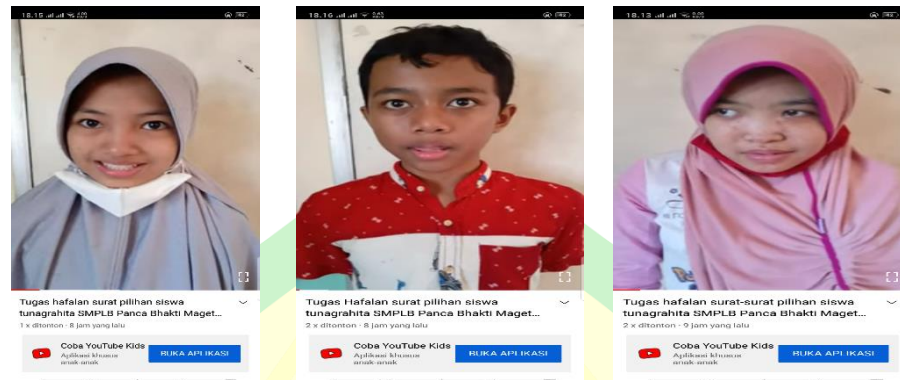 18.15
Tugas hafalan surat pilihan siswa
tunagrahita SMPLB Panca Bhakti Maget...
1 x ditonton · 8 jam yang lalu
Coba YouTube Kids
Aplikasi khusus
anak-anak
BUKA APLIKASI
18.16
Tugas Hafalan surat pilihan siswa
tunagrahita SMPLB Panca Bhakti Maget...
2 x ditonton · 8 jam yang lalu
Coba YouTube Kids
Aplikasi khusus
anak-anak
BUKA APLIKASI
18.13
Tugas hafalan surat-surat pilihan siswa
tunagrahita SMPLB Panca Bhakti Maget...
2 x ditonton · 9 jam yang lalu
Coba YouTube Kids
Aplikasi khusus
anak-anak
BUKA APLIKASI